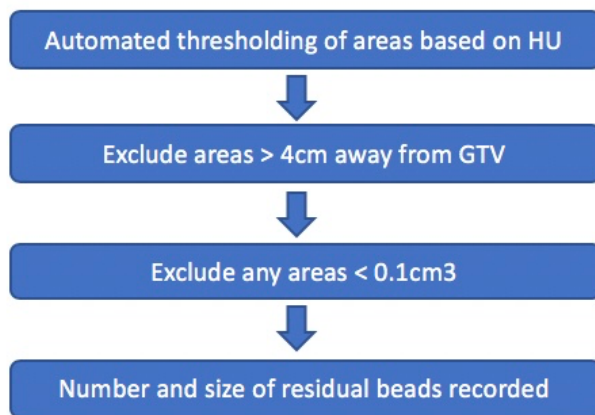 Automated thresholding of areas based on HU
Exclude areas > 4cm away from GTV
Exclude any areas < 0.1cm3
Number and size of residual beads recorded